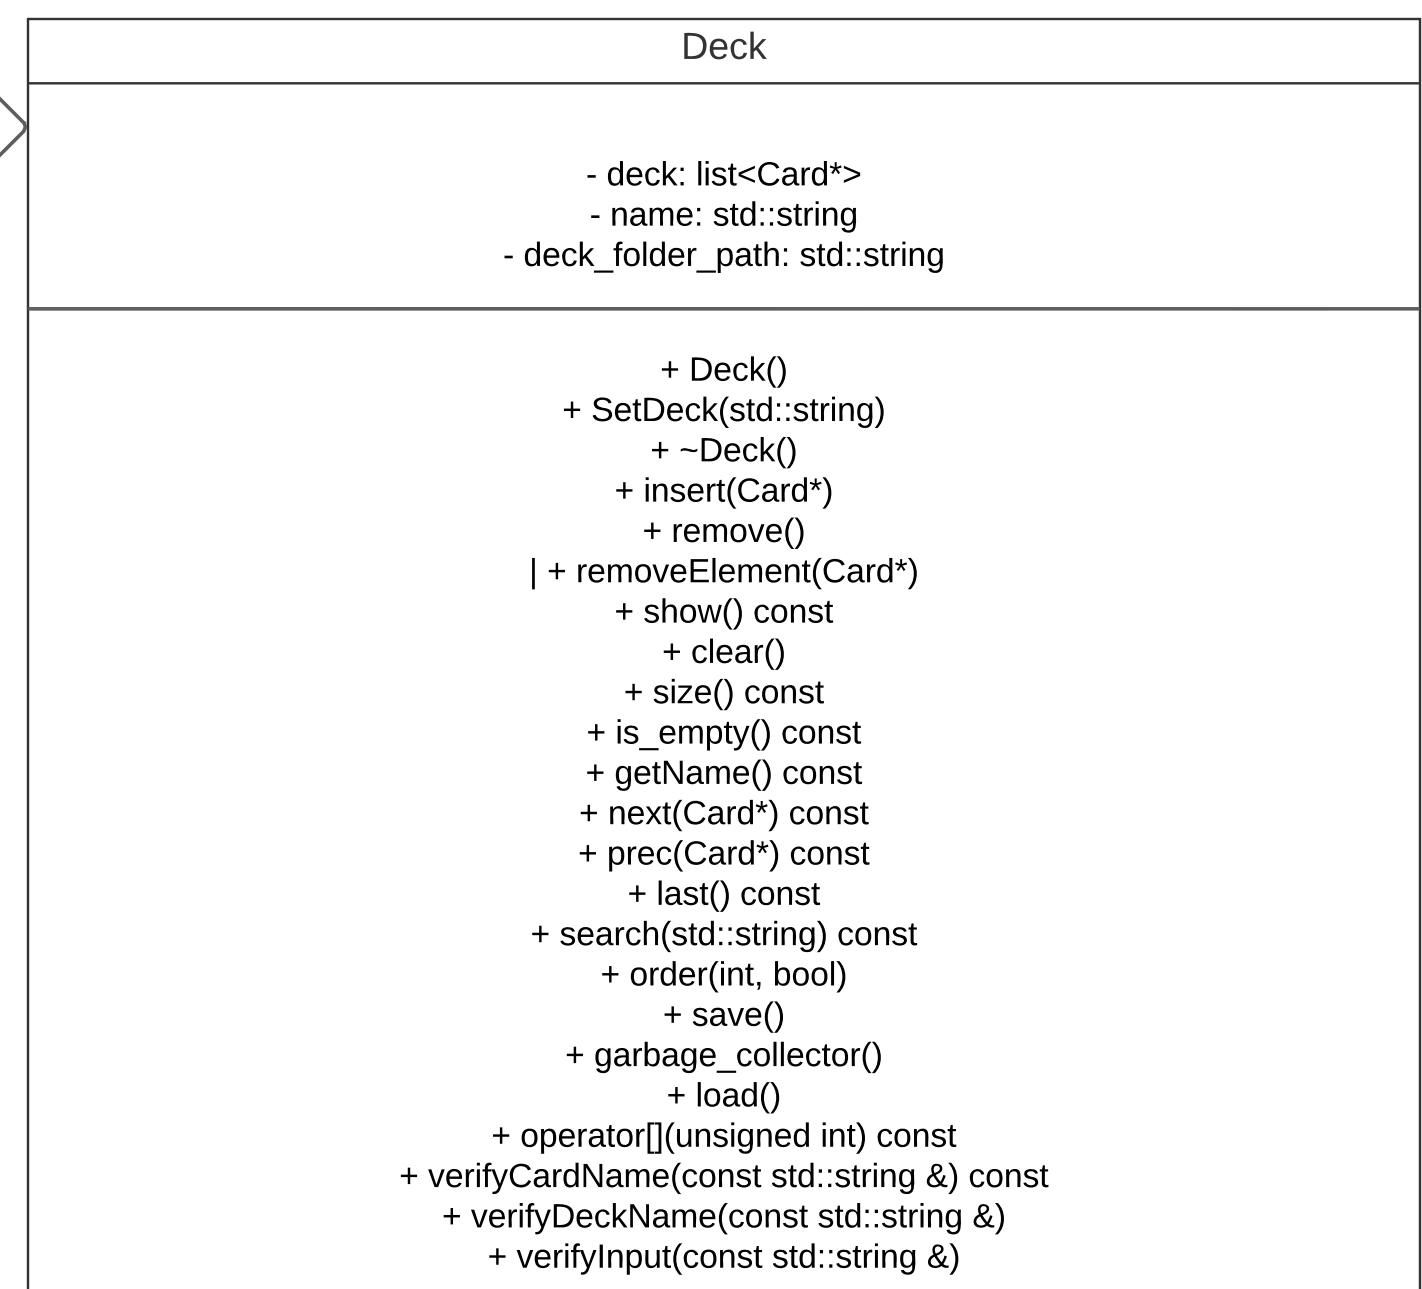 Deck
- deck: list<Card*>
- name: std::string
- deck_folder_path: std::string
+ Deck()
+ SetDeck(std::string)
+ ~Deck()
+ insert(Card*)
+ remove()
| + removeElement(Card*)
+ show() const
+ clear()
+ size() const
+ is_empty() const
+ getName() const
+ next(Card*) const
+ prec(Card*) const
+ last() const
+ search(std::string) const
+ order(int, bool)
+ save()
+ garbage_collector()
+ load()
+ operator[](unsigned int) const
+ verifyCardName(const std::string &) const
+ verifyDeckName(const std::string &)
+ verifyInput(const std::string &)